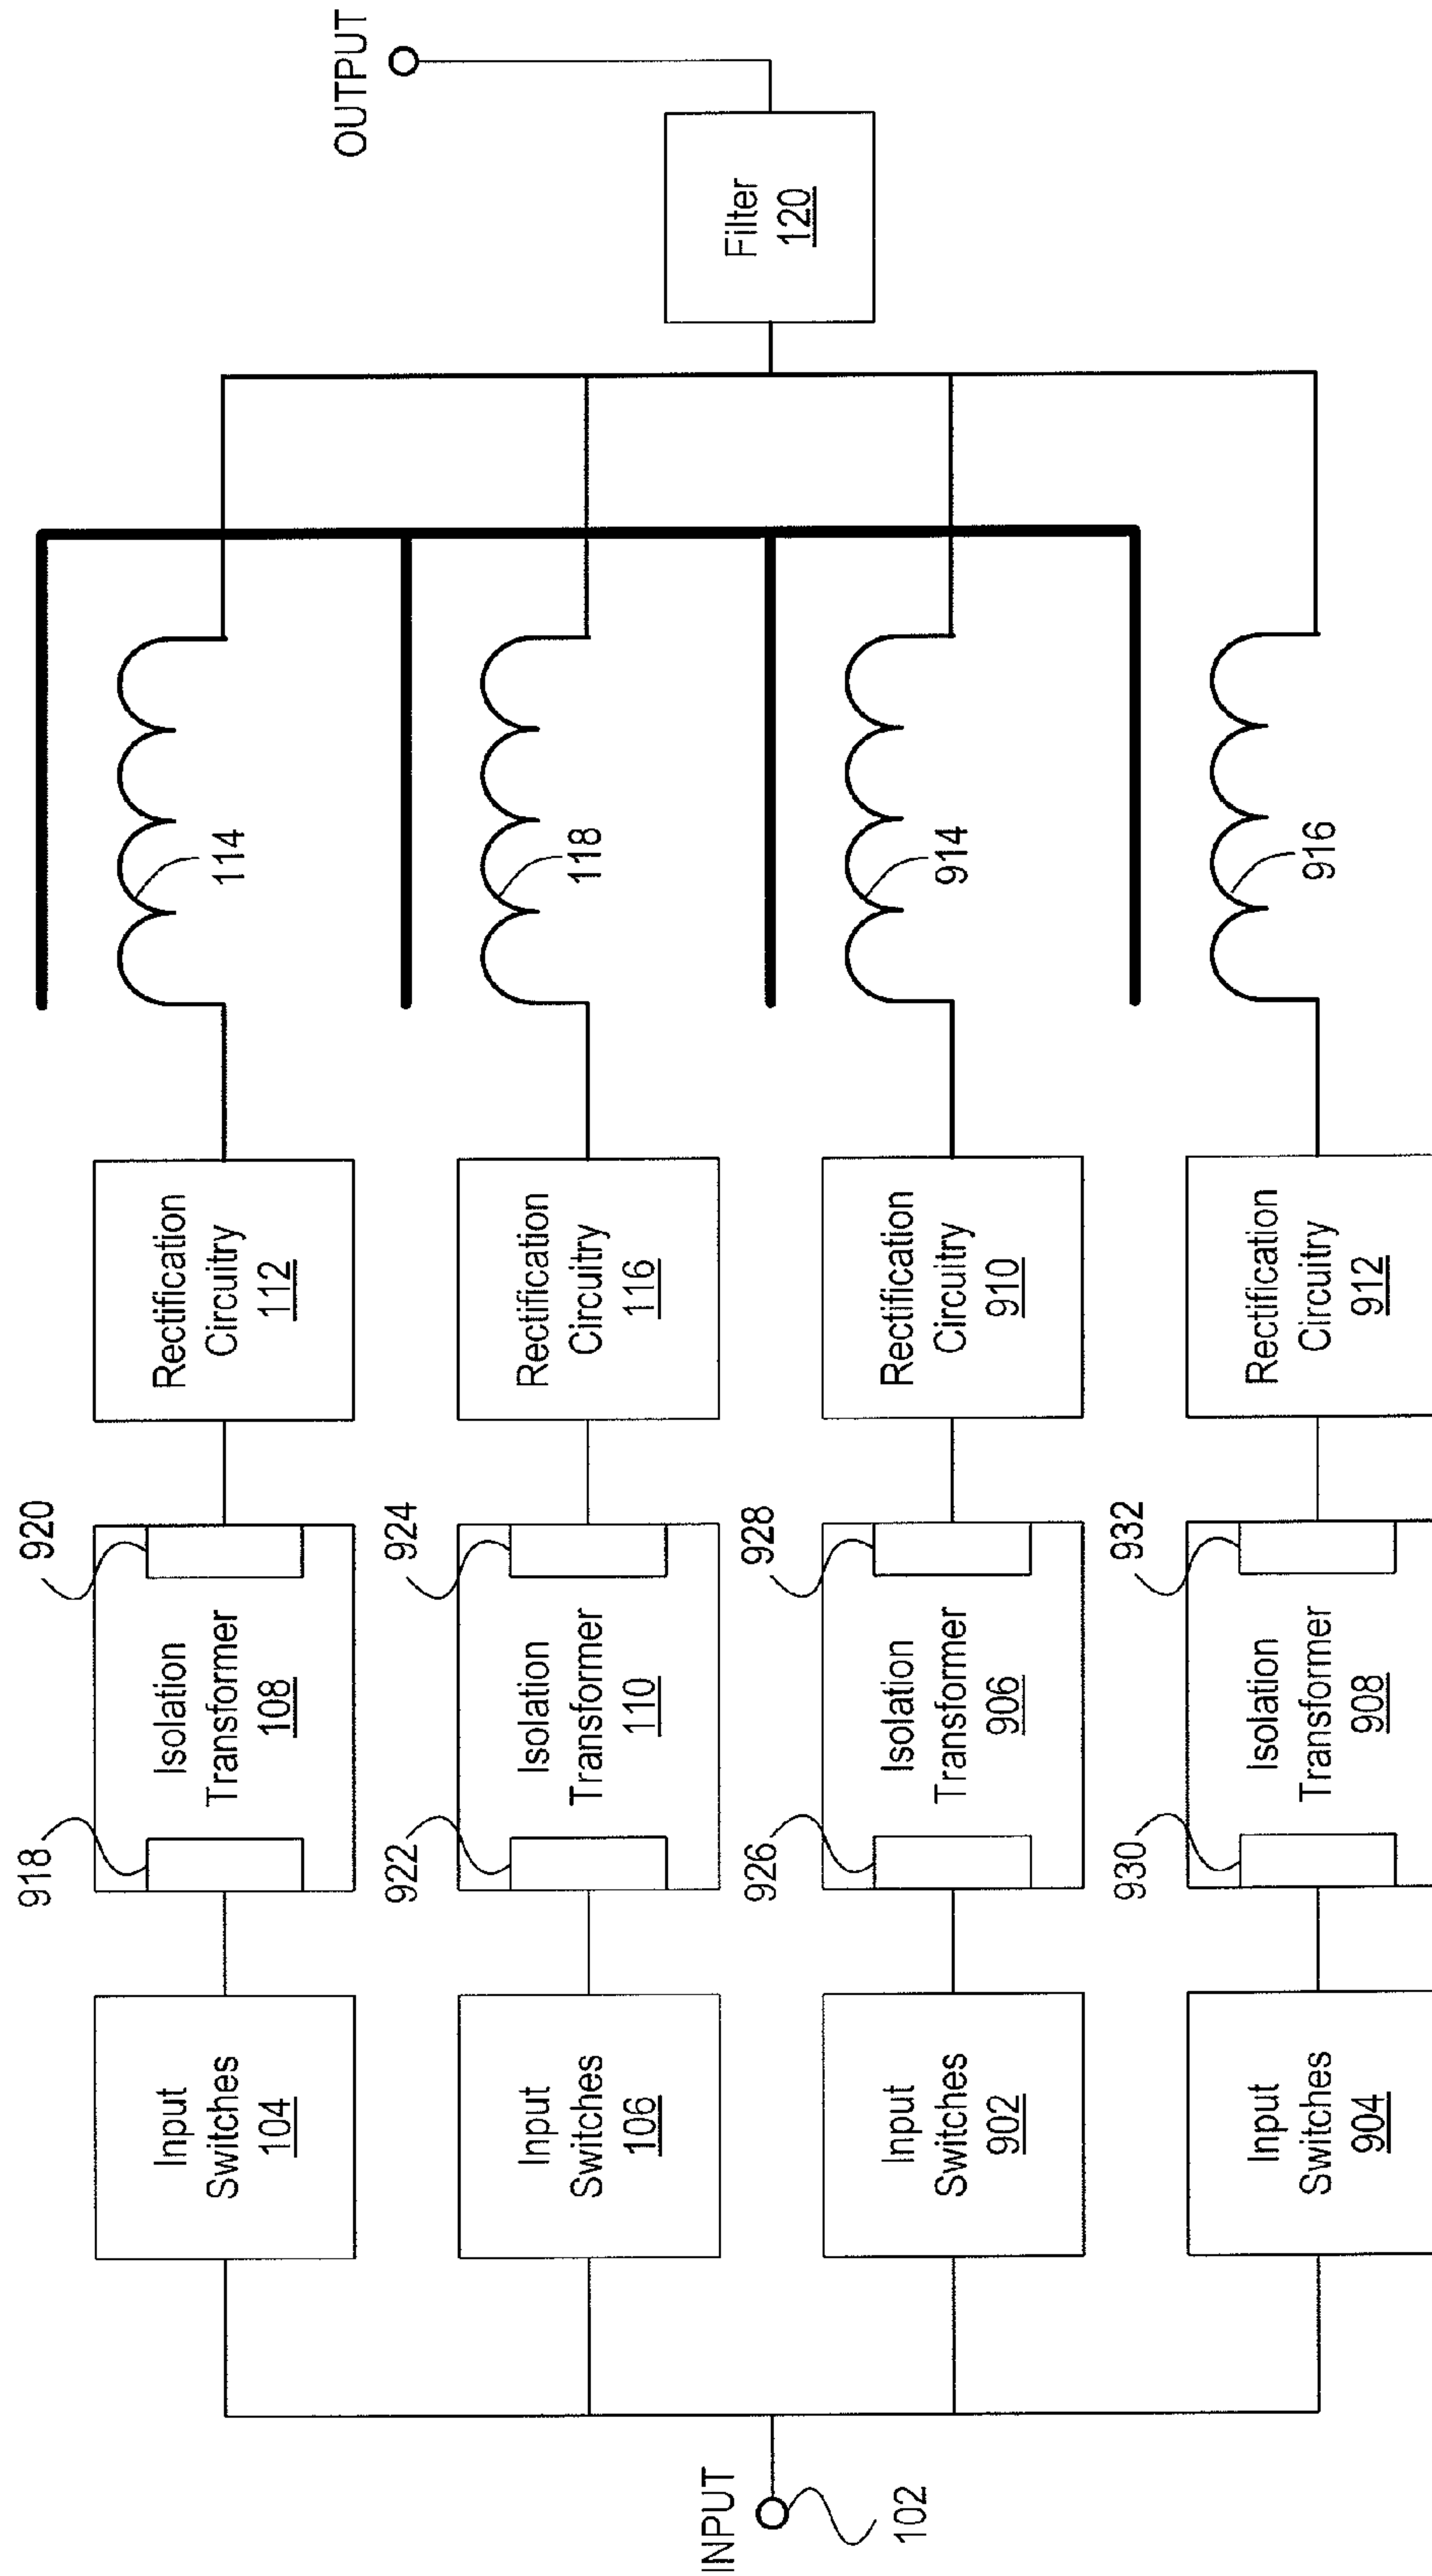 INPUT
102
Input
Switches
104
918
Isolation
Transformer
108
920
Rectification
Circuitry
112
114
Input
Switches
106
922
Isolation
Transformer
110
924
Rectification
Circuitry
116
118
Input
Switches
902
926
Isolation
Transformer
906
928
Rectification
Circuitry
910
914
Input
Switches
904
930
Isolation
Transformer
908
932
Rectification
Circuitry
912
916
Filter
120
OUTPUT